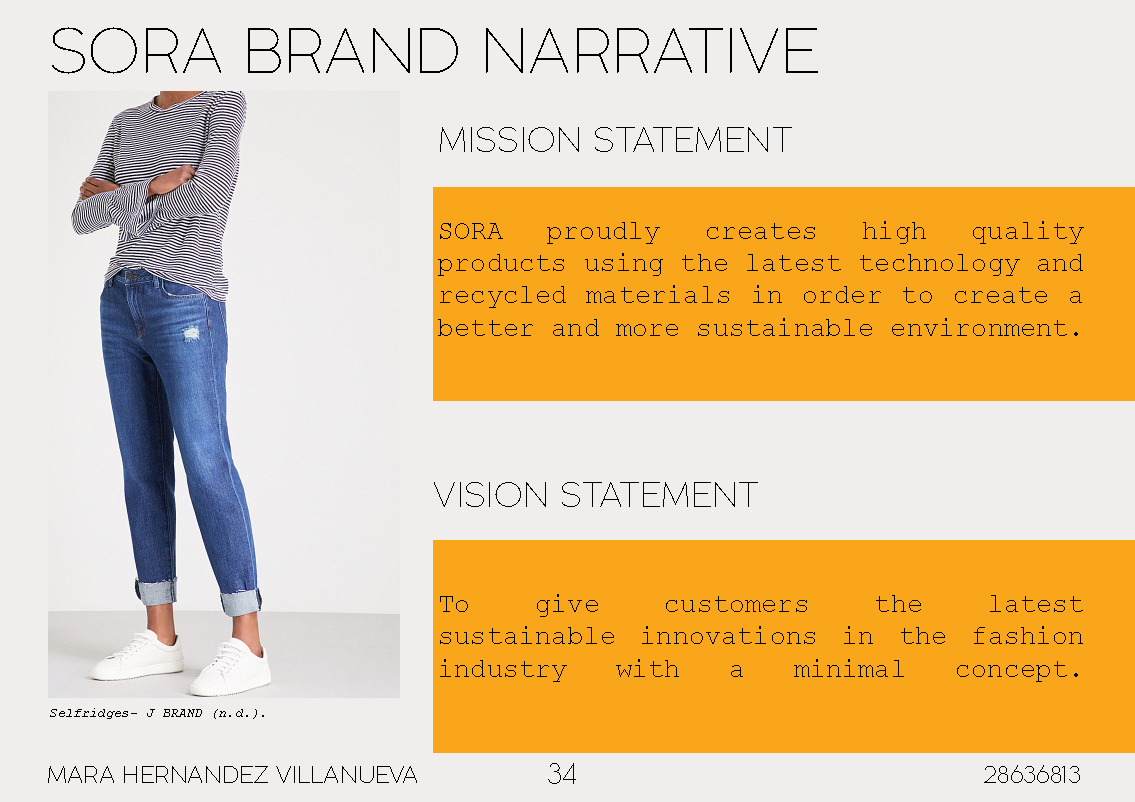 SORA BRAND NARRATIVE
MISSION STATEMENT
SORA proudly creates high quality
products using the latest technology and
recycled materials in order to create a
better and more sustainable environment.
VISION STATEMENT
To give customers the latest
sustainable innovations in the fashion
industry with a minimal concept.
Selfridges- J BRAND (n.d.).
MARA HERNANDEZ VILLANUEVA
34
28636813